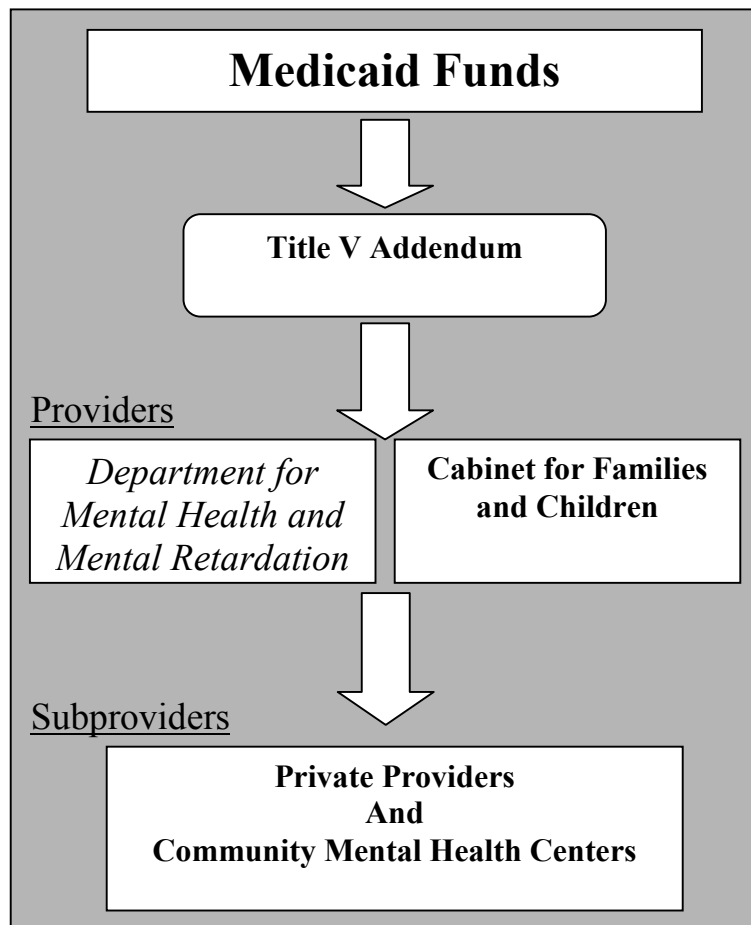 Medicaid Funds
Title V Addendum
Providers
Department for
Mental Health and
Mental Retardation
Cabinet for Families
and Children
Subproviders
Private Providers
And
Community Mental Health Centers